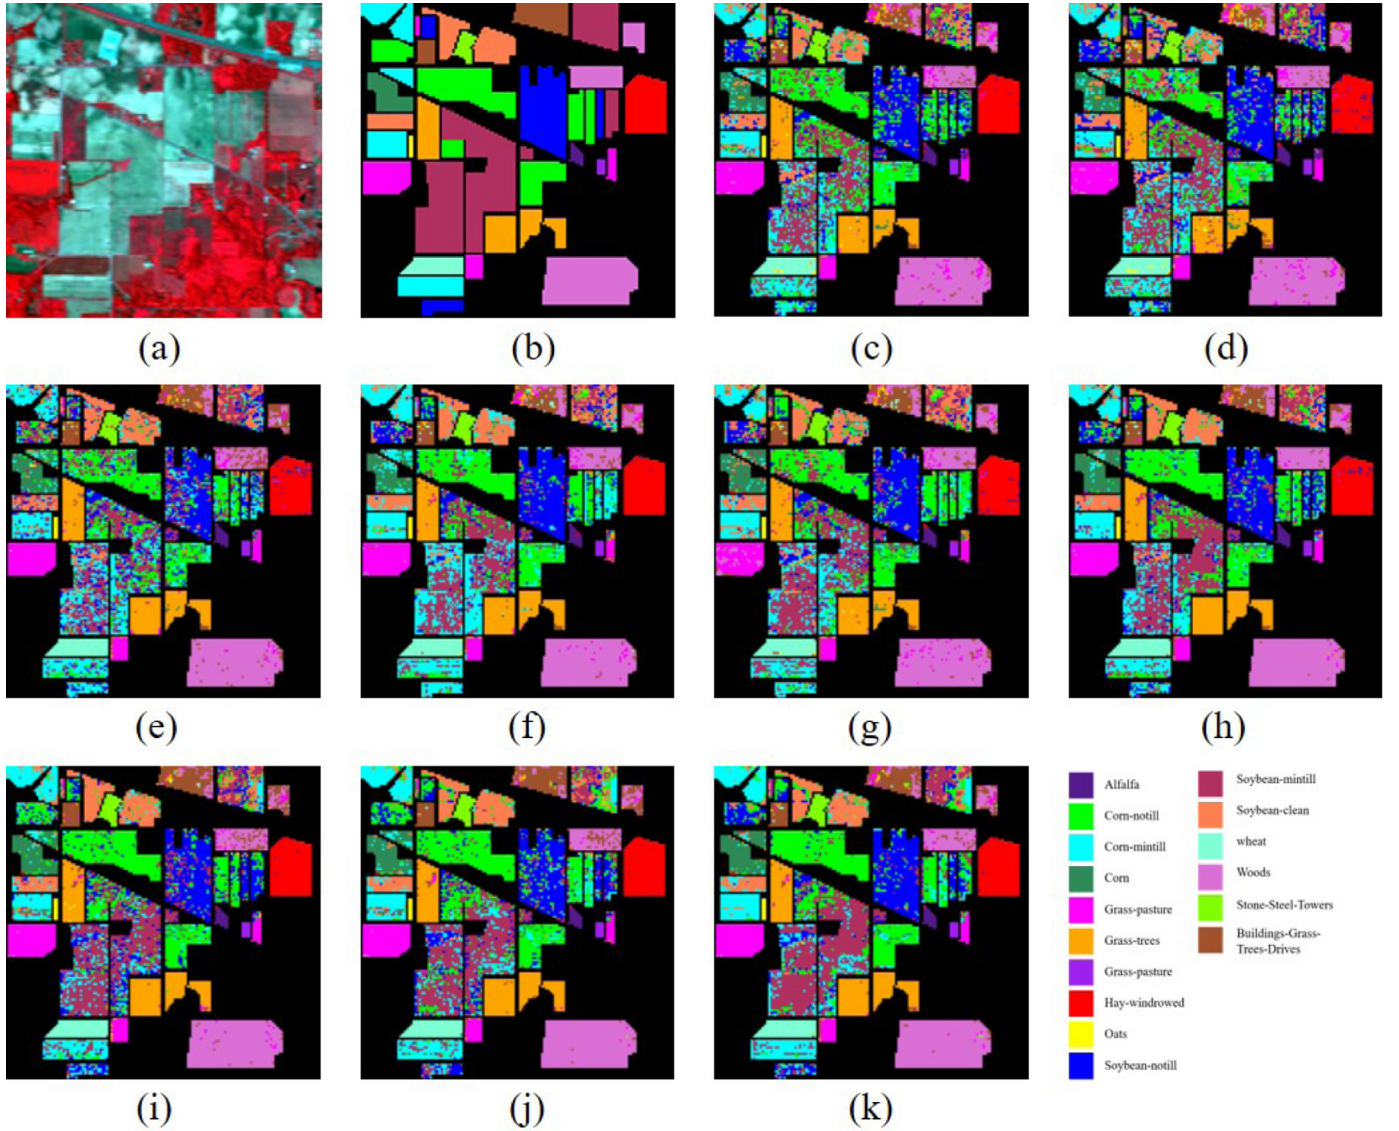 (a)
(b)
(c)
(d)
(e)
(f)
(g)
(h)
(i)
(j)
(k)
Alfalfa
Corn-notill
Corn-mintill
Corn
Grass-pasture
Grass-trees
Grass-pasture
Hay-windrowed
Oats
Soybean-notill
Soybean-mintill
Soybean-clean
wheat
Woods
Stone-Steel-Towers
Buildings-Grass-
Trees-Drives